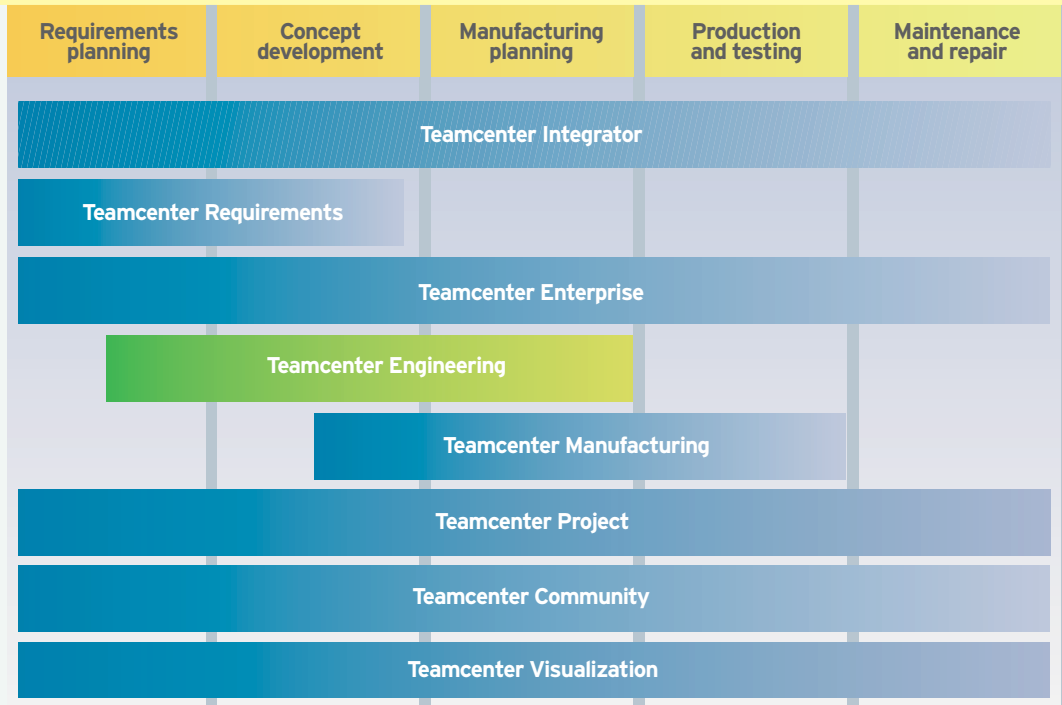 Requirements
planning
Concept
development
Manufacturing
planning
Production
and testing
Maintenance
and repair
Teamcenter Integrator
Teamcenter Requirements
Teamcenter Enterprise
Teamcenter Engineering
Teamcenter Manufacturing
Teamcenter Project
Teamcenter Community
Teamcenter Visualization